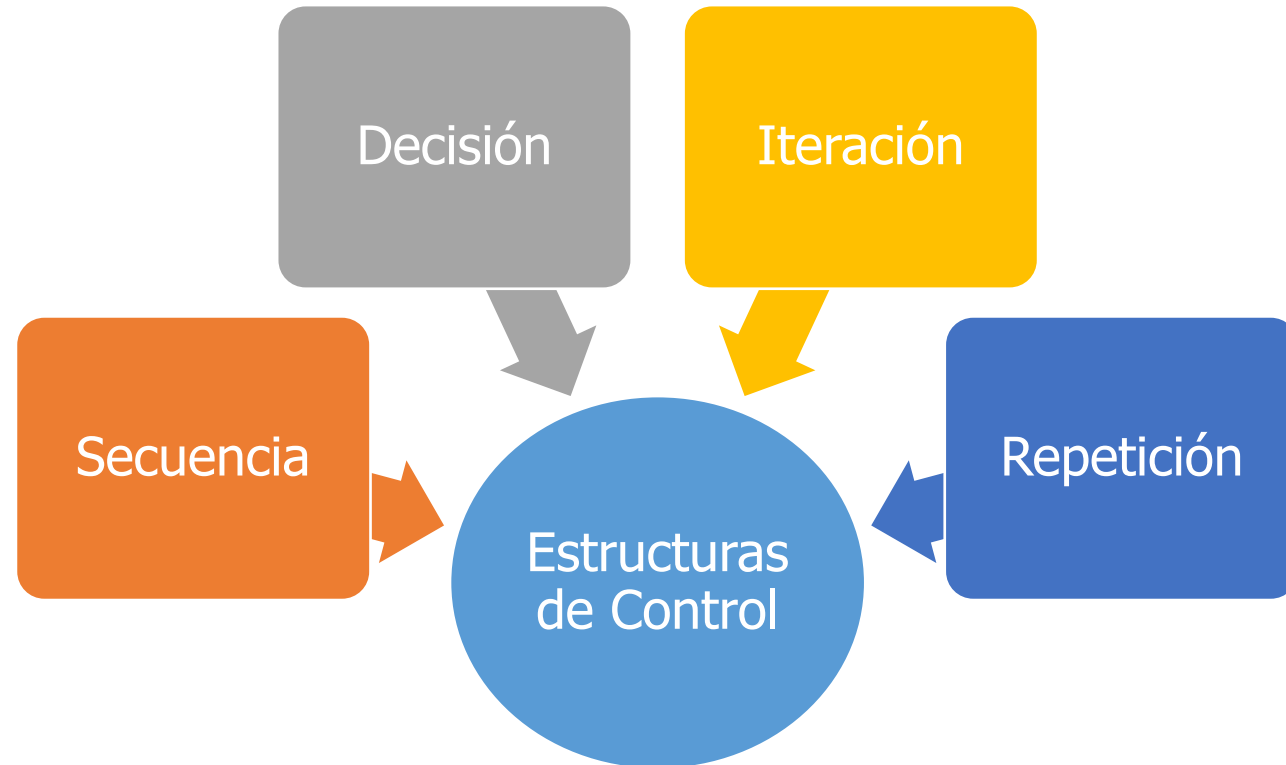 Decisión
Iteración
Secuencia
Repetición
Estructuras
de Control